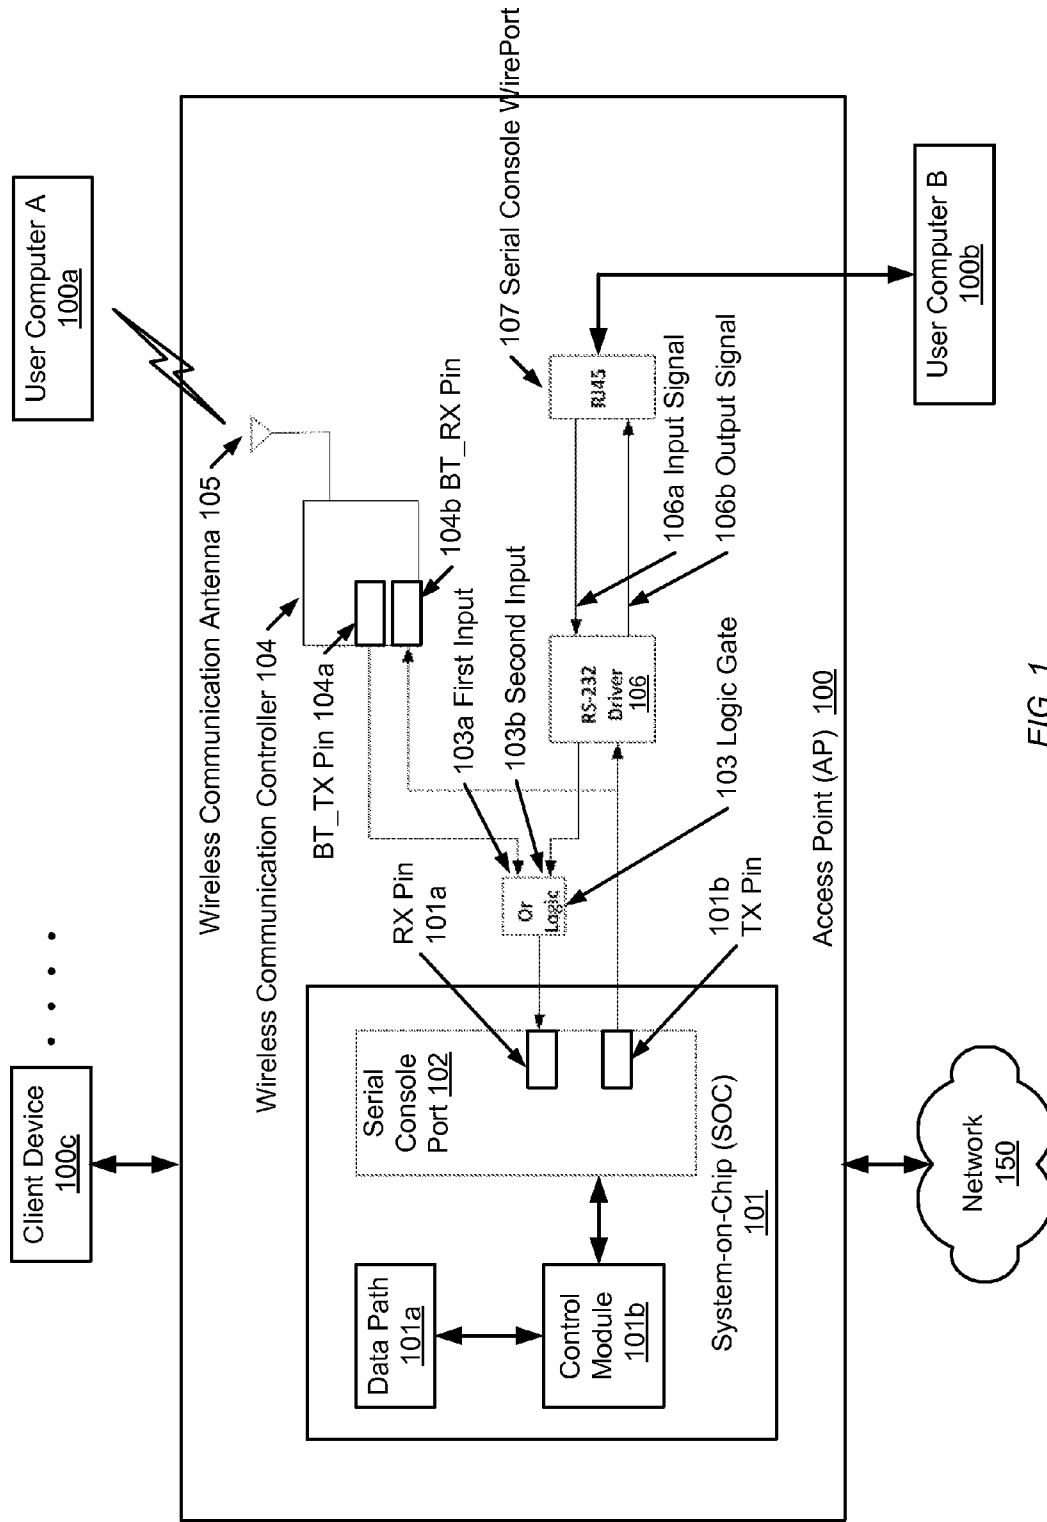 User Computer A
100a
Client Device
100c
Wireless Communication Antenna 105
Wireless Communication Controller 104
BT_TX Pin 104a
104b BT_RX Pin
103a First Input
103b Second Input
107 Serial Console WirePort
RJ45
106a Input Signal
106b Output Signal
RS-232
Driver
106
Or
Logic
103 Logic Gate
RX Pin
101a
101b
TX Pin
Serial
Console
Port 102
Data Path
101a
Control
Module
101b
System-on-Chip (SOC)
101
Access Point (AP) 100
Network
150
User Computer B
100b
FIG. 1